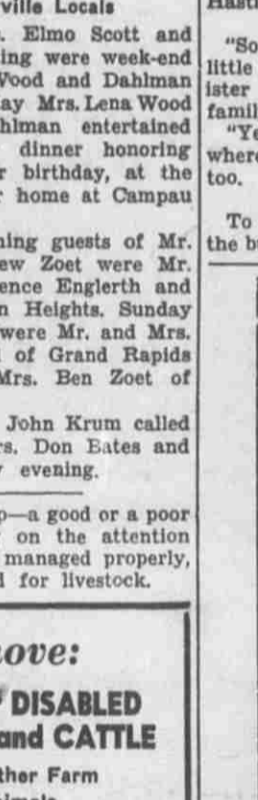 ville Locals
. Elmo Scott and
ing were week-end
Wood and Dahlman
ay Mrs. Lena Wood
hlman entertained
dinner honoring
r birthday, at the
r home at Campau
ning guests of Mr.
ew Zoet were Mr.
ence Englerth and
n Heights. Sunday
were Mr. and Mrs.
of Grand Rapids
Mrs. Ben Zoet of
John Krum called
rs. Don Bates and
y evening.
p—a good or a poor
on the attention
managed properly,
d for livestock.
ove:
DISABLED
and CATTLE
ther Farm
"So
little
ister
famil
"Ye
where
too.
To
the b